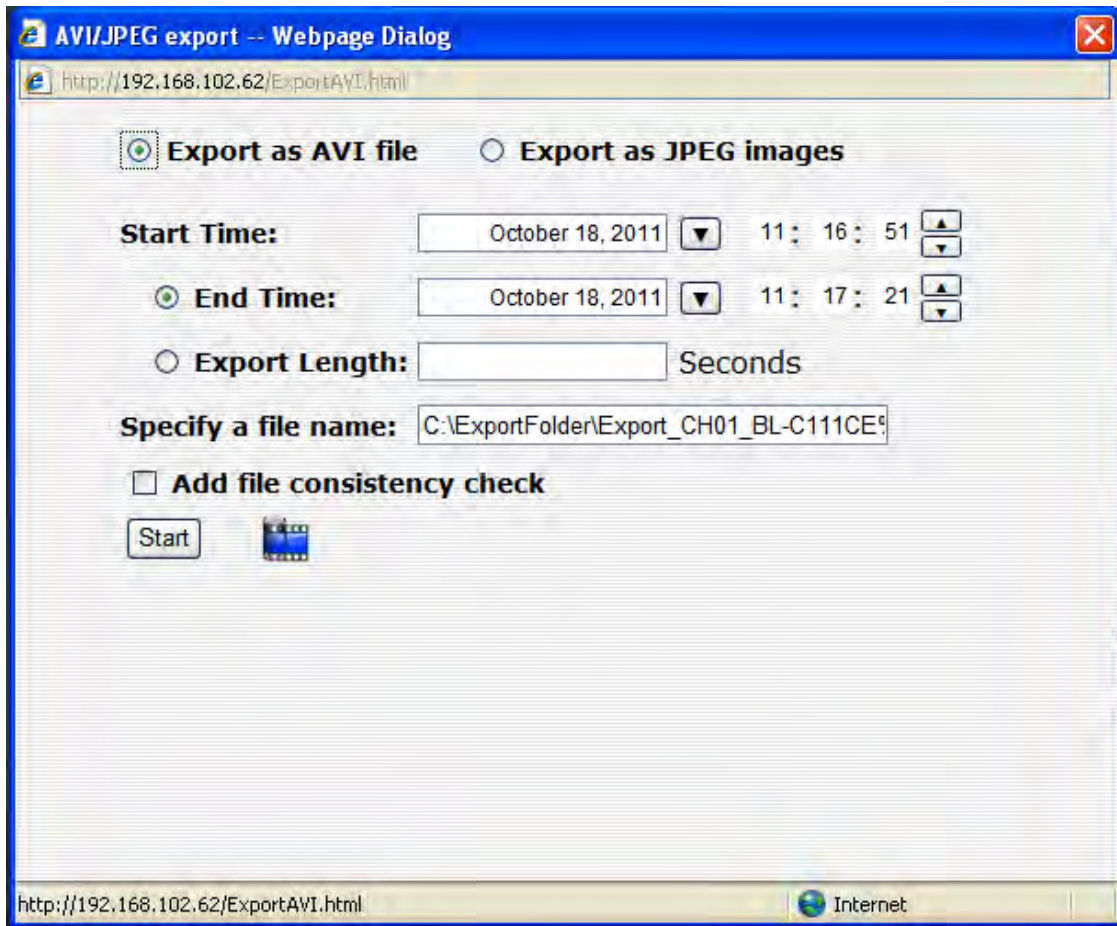 AVI/JPEG export -- Webpage Dialog
http://192.168.102.62/ExportAVI.html
Export as AVI file Export as JPEG images
Start Time: October 18, 2011 11: 16: 51
End Time: October 18, 2011 11: 17: 21
Export Length: Seconds
Specify a file name: C:\ExportFolder\Export_CH01_BL-C111CE
Add file consistency check
Start
http://192.168.102.62/ExportAVI.html Internet